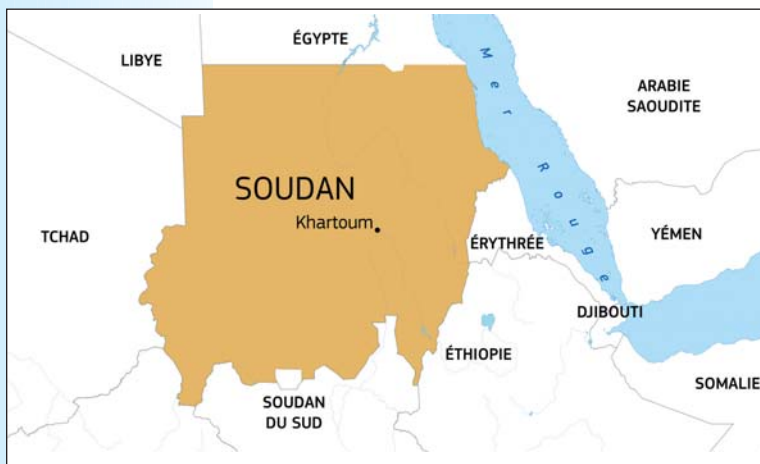 ÉGYPTE
LIBYE
Mer Rouge
ARABIE
SAOUDITE
SOUDAN
Khartoum
TCHAD
ÉRYTHRÉE
YÉMEN
DJIBOUTI
ÉTHIOPIE
SOMALIE
SOUDAN
DU SUD